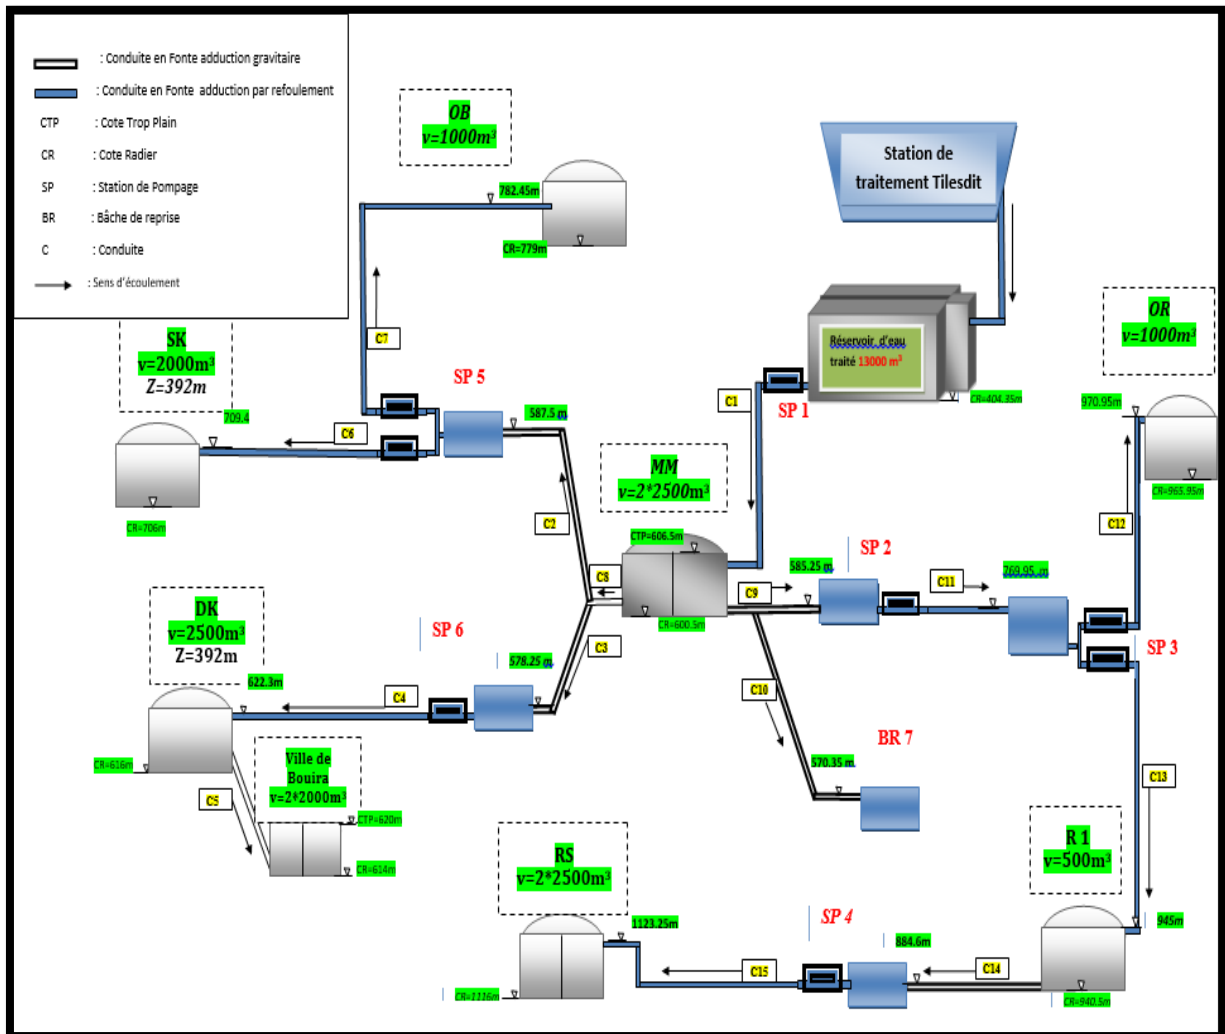 : Conduite en Fonte adduction gravitaire
: Conduite en Fonte adduction par refoulement
CTP : Cote Trop Plain
CR : Cote Radier
SP : Station de Pompage
BR : Bâche de reprise
C : Conduite
: Sens d'écoulement
OB
v=1000m³
782.45m
CR=779m
Station de
traitement Tilesdit
Réservoir d'eau
traité 13000 m³
CR=404.35m
SP 1
C1
OR
v=1000m³
970.95m
CR=965.95m
C12
SK
v=2000m³
Z=392m
709.4
CR=706m
C7
C6
SP 5
587.5 m
C2
MM
v=2*2500m³
CTP=606.5m
CR=600.5m
C8
C9
SP 2
585.25 m
C11
769.95 m
SP 3
DK
v=2500m³
Z=392m
622.3m
CR=616m
C4
SP 6
578.25 m
C3
C10
BR 7
570.35 m
C13
Ville de
Bouira
v=2*2000m³
CTP=620m
CR=614m
C5
R 1
v=500m³
945m
CR=940.5m
RS
v=2*2500m³
1123.25m
CR=1116m
C15
SP 4
884.6m
C14